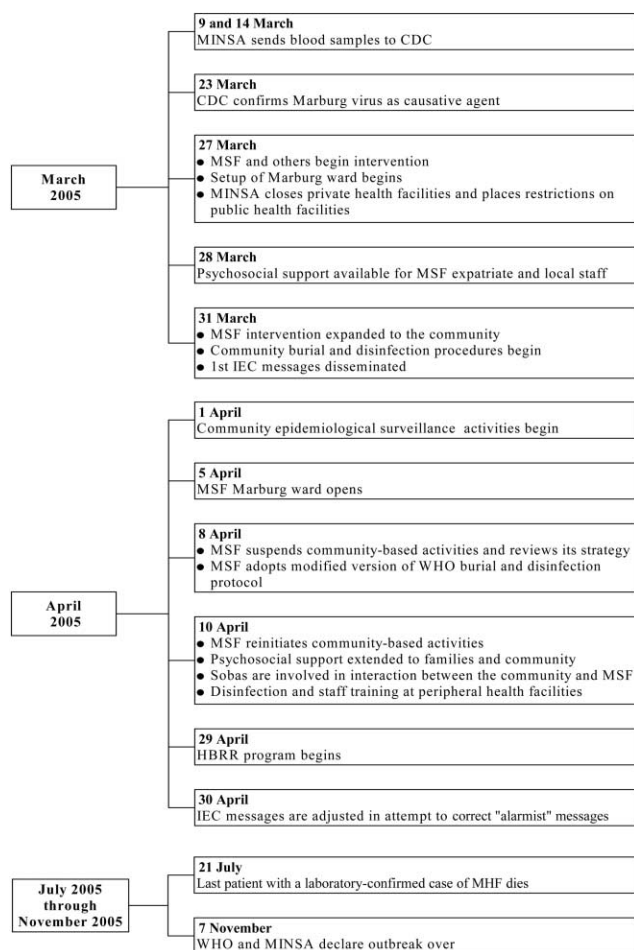 9 and 14 March
MINSA sends blood samples to CDC
23 March
CDC confirms Marburg virus as causative agent
March
2005
27 March
● MSF and others begin intervention
● Setup of Marburg ward begins
● MINSA closes private health facilities and places restrictions on
public health facilities
28 March
Psychosocial support available for MSF expatriate and local staff
31 March
● MSF intervention expanded to the community
● Community burial and disinfection procedures begin
● 1st IEC messages disseminated
1 April
Community epidemiological surveillance activities begin
5 April
MSF Marburg ward opens
8 April
● MSF suspends community-based activities and reviews its strategy
● MSF adopts modified version of WHO burial and disinfection
protocol
April
2005
10 April
● MSF reinitiates community-based activities
● Psychosocial support extended to families and community
● Sobas are involved in interaction between the community and MSF
● Disinfection and staff training at peripheral health facilities
29 April
HBRR program begins
30 April
IEC messages are adjusted in attempt to correct "alarmist" messages
July 2005
through
November 2005
21 July
Last patient with a laboratory-confirmed case of MHF dies
7 November
WHO and MINSA declare outbreak over